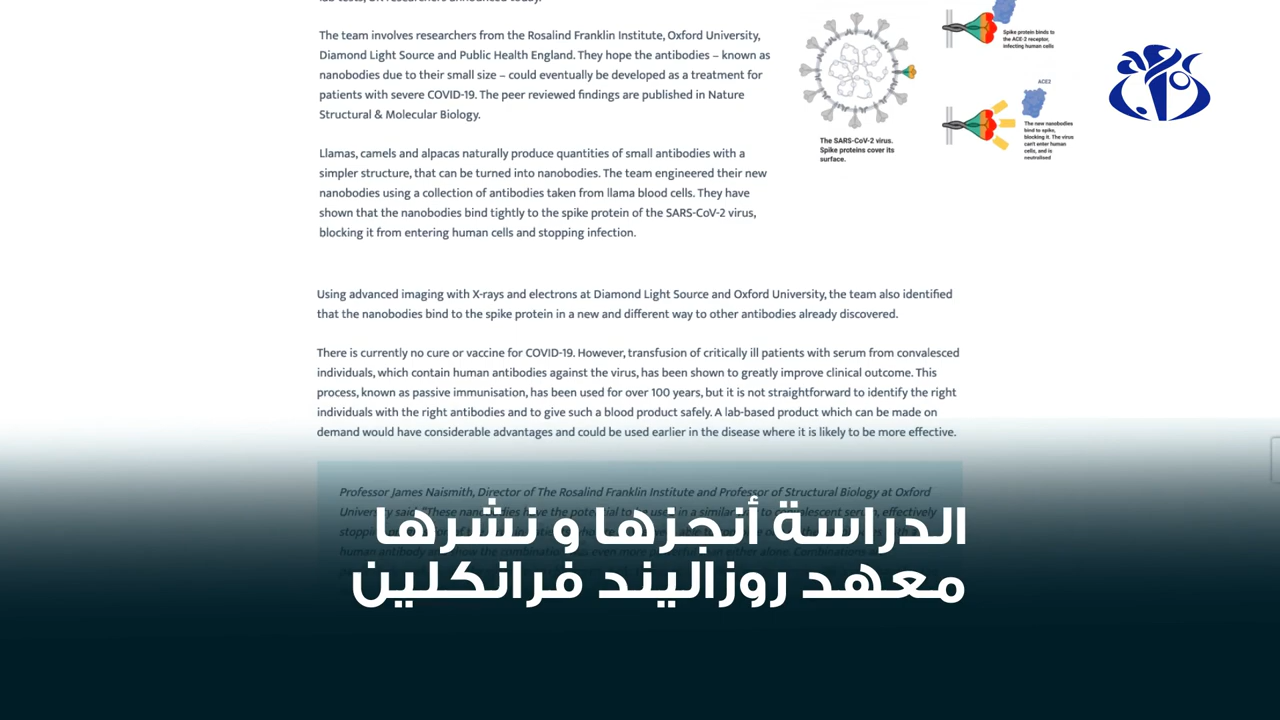 The team involves researchers from the Rosalind Franklin Institute, Oxford University,
Diamond Light Source and Public Health England. They hope the antibodies – known as
nanobodies due to their small size – could eventually be developed as a treatment for
patients with severe COVID-19. The peer reviewed findings are published in Nature
Structural & Molecular Biology.
Llamas, camels and alpacas naturally produce quantities of small antibodies with a
simpler structure, that can be turned into nanobodies. The team engineered their new
nanobodies using a collection of antibodies taken from llama blood cells. They have
shown that the nanobodies bind tightly to the spike protein of the SARS-CoV-2 virus,
blocking it from entering human cells and stopping infection.
The SARS-CoV-2 virus.
Spike proteins cover its
surface.
Spike protein binds to
the ACE-2 receptor,
infecting human cells
ACE2
The new nanobodies
bind to spike,
blocking it. The virus
can't enter human
cells, and is
neutralised
Using advanced imaging with X-rays and electrons at Diamond Light Source and Oxford University, the team also identified
that the nanobodies bind to the spike protein in a new and different way to other antibodies already discovered.
There is currently no cure or vaccine for COVID-19. However, transfusion of critically ill patients with serum from convalesced
individuals, which contain human antibodies against the virus, has been shown to greatly improve clinical outcome. This
process, known as passive immunisation, has been used for over 100 years, but it is not straightforward to identify the right
individuals with the right antibodies and to give such a blood product safely. A lab-based product which can be made on
demand would have considerable advantages and could be used earlier in the disease where it is likely to be more effective.
Professor James Naismith, Director of The Rosalind Franklin Institute and Professor of Structural Biology at Oxford
الدراسة أنجزها و نشرها
معهد روزاليند فرانكلين